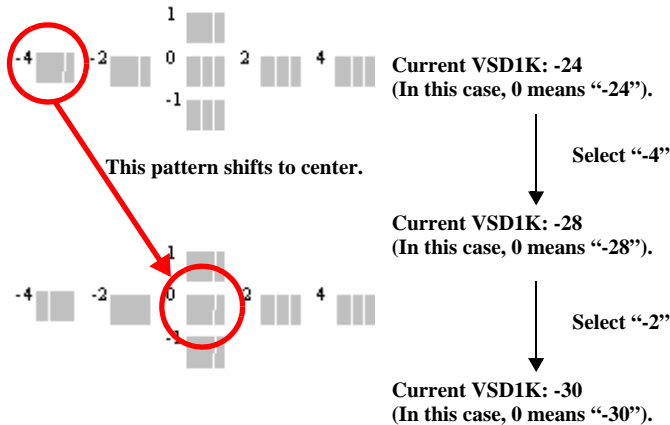 1
-4 -2 0 2 4
-1
Current VSD1K: -24
(In this case, 0 means “-24”).
This pattern shifts to center.
Select “-4”
Current VSD1K: -28
(In this case, 0 means “-28”).
1
-4 -2 0 2 4
-1
Select “-2”
Current VSD1K: -30
(In this case, 0 means “-30”).